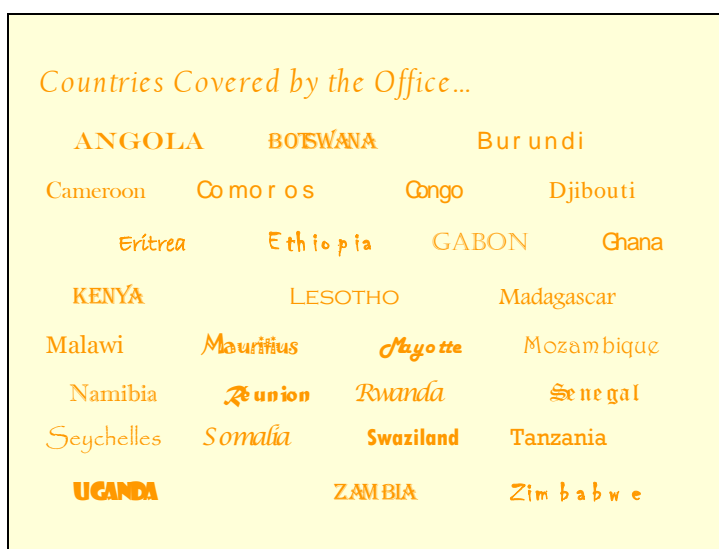 Countries Covered by the Office...
ANGOLA BOTSWANA Burundi
Cameroon Comoros Congo Djibouti
Eritrea Ethiopia GABON Ghana
KENYA LESOTHO Madagascar
Malawi Mauritius Mayotte Mozambique
Namibia Reunion Rwanda Senegal
Seychelles Somalia Swaziland Tanzania
UGANDA ZAMBIA Zimbabwe